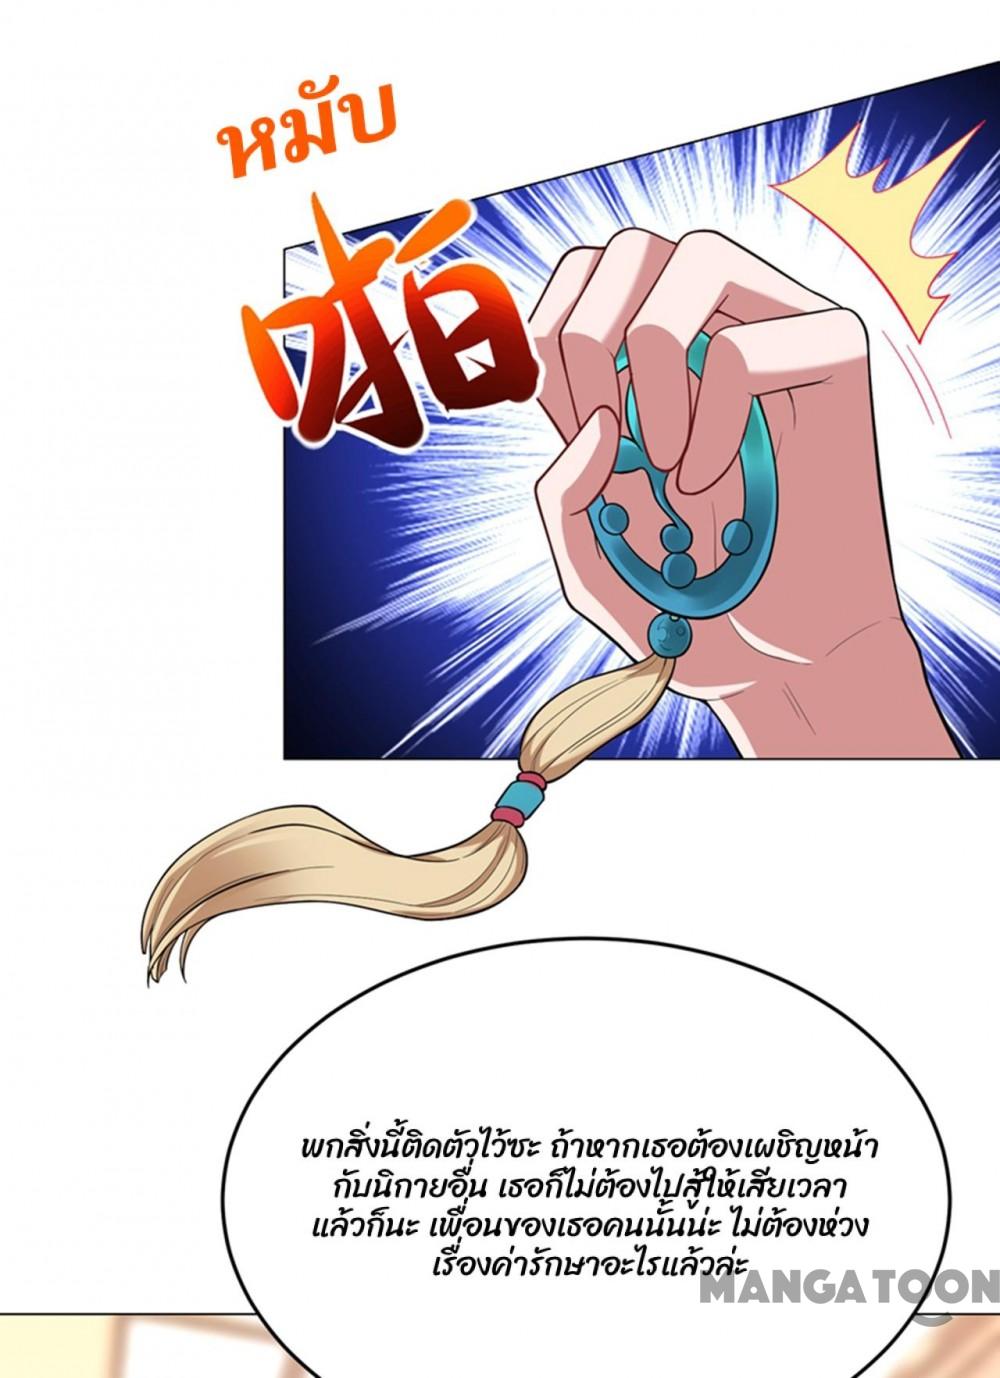 หมับ
啪
พกสิ่งนี้ติดตัวไว้ซะ ถ้าหากเธอต้องเผชิญหน้า
กับนิกายอื่น เธอก็ไม่ต้องไปสู้ให้เสียเวลา
แล้วก็นะ เพื่อนของเธอคนนั้นน่ะ ไม่ต้องห่วง
เรื่องค่ารักษาอะไรแล้วล่ะ
MANGATOON